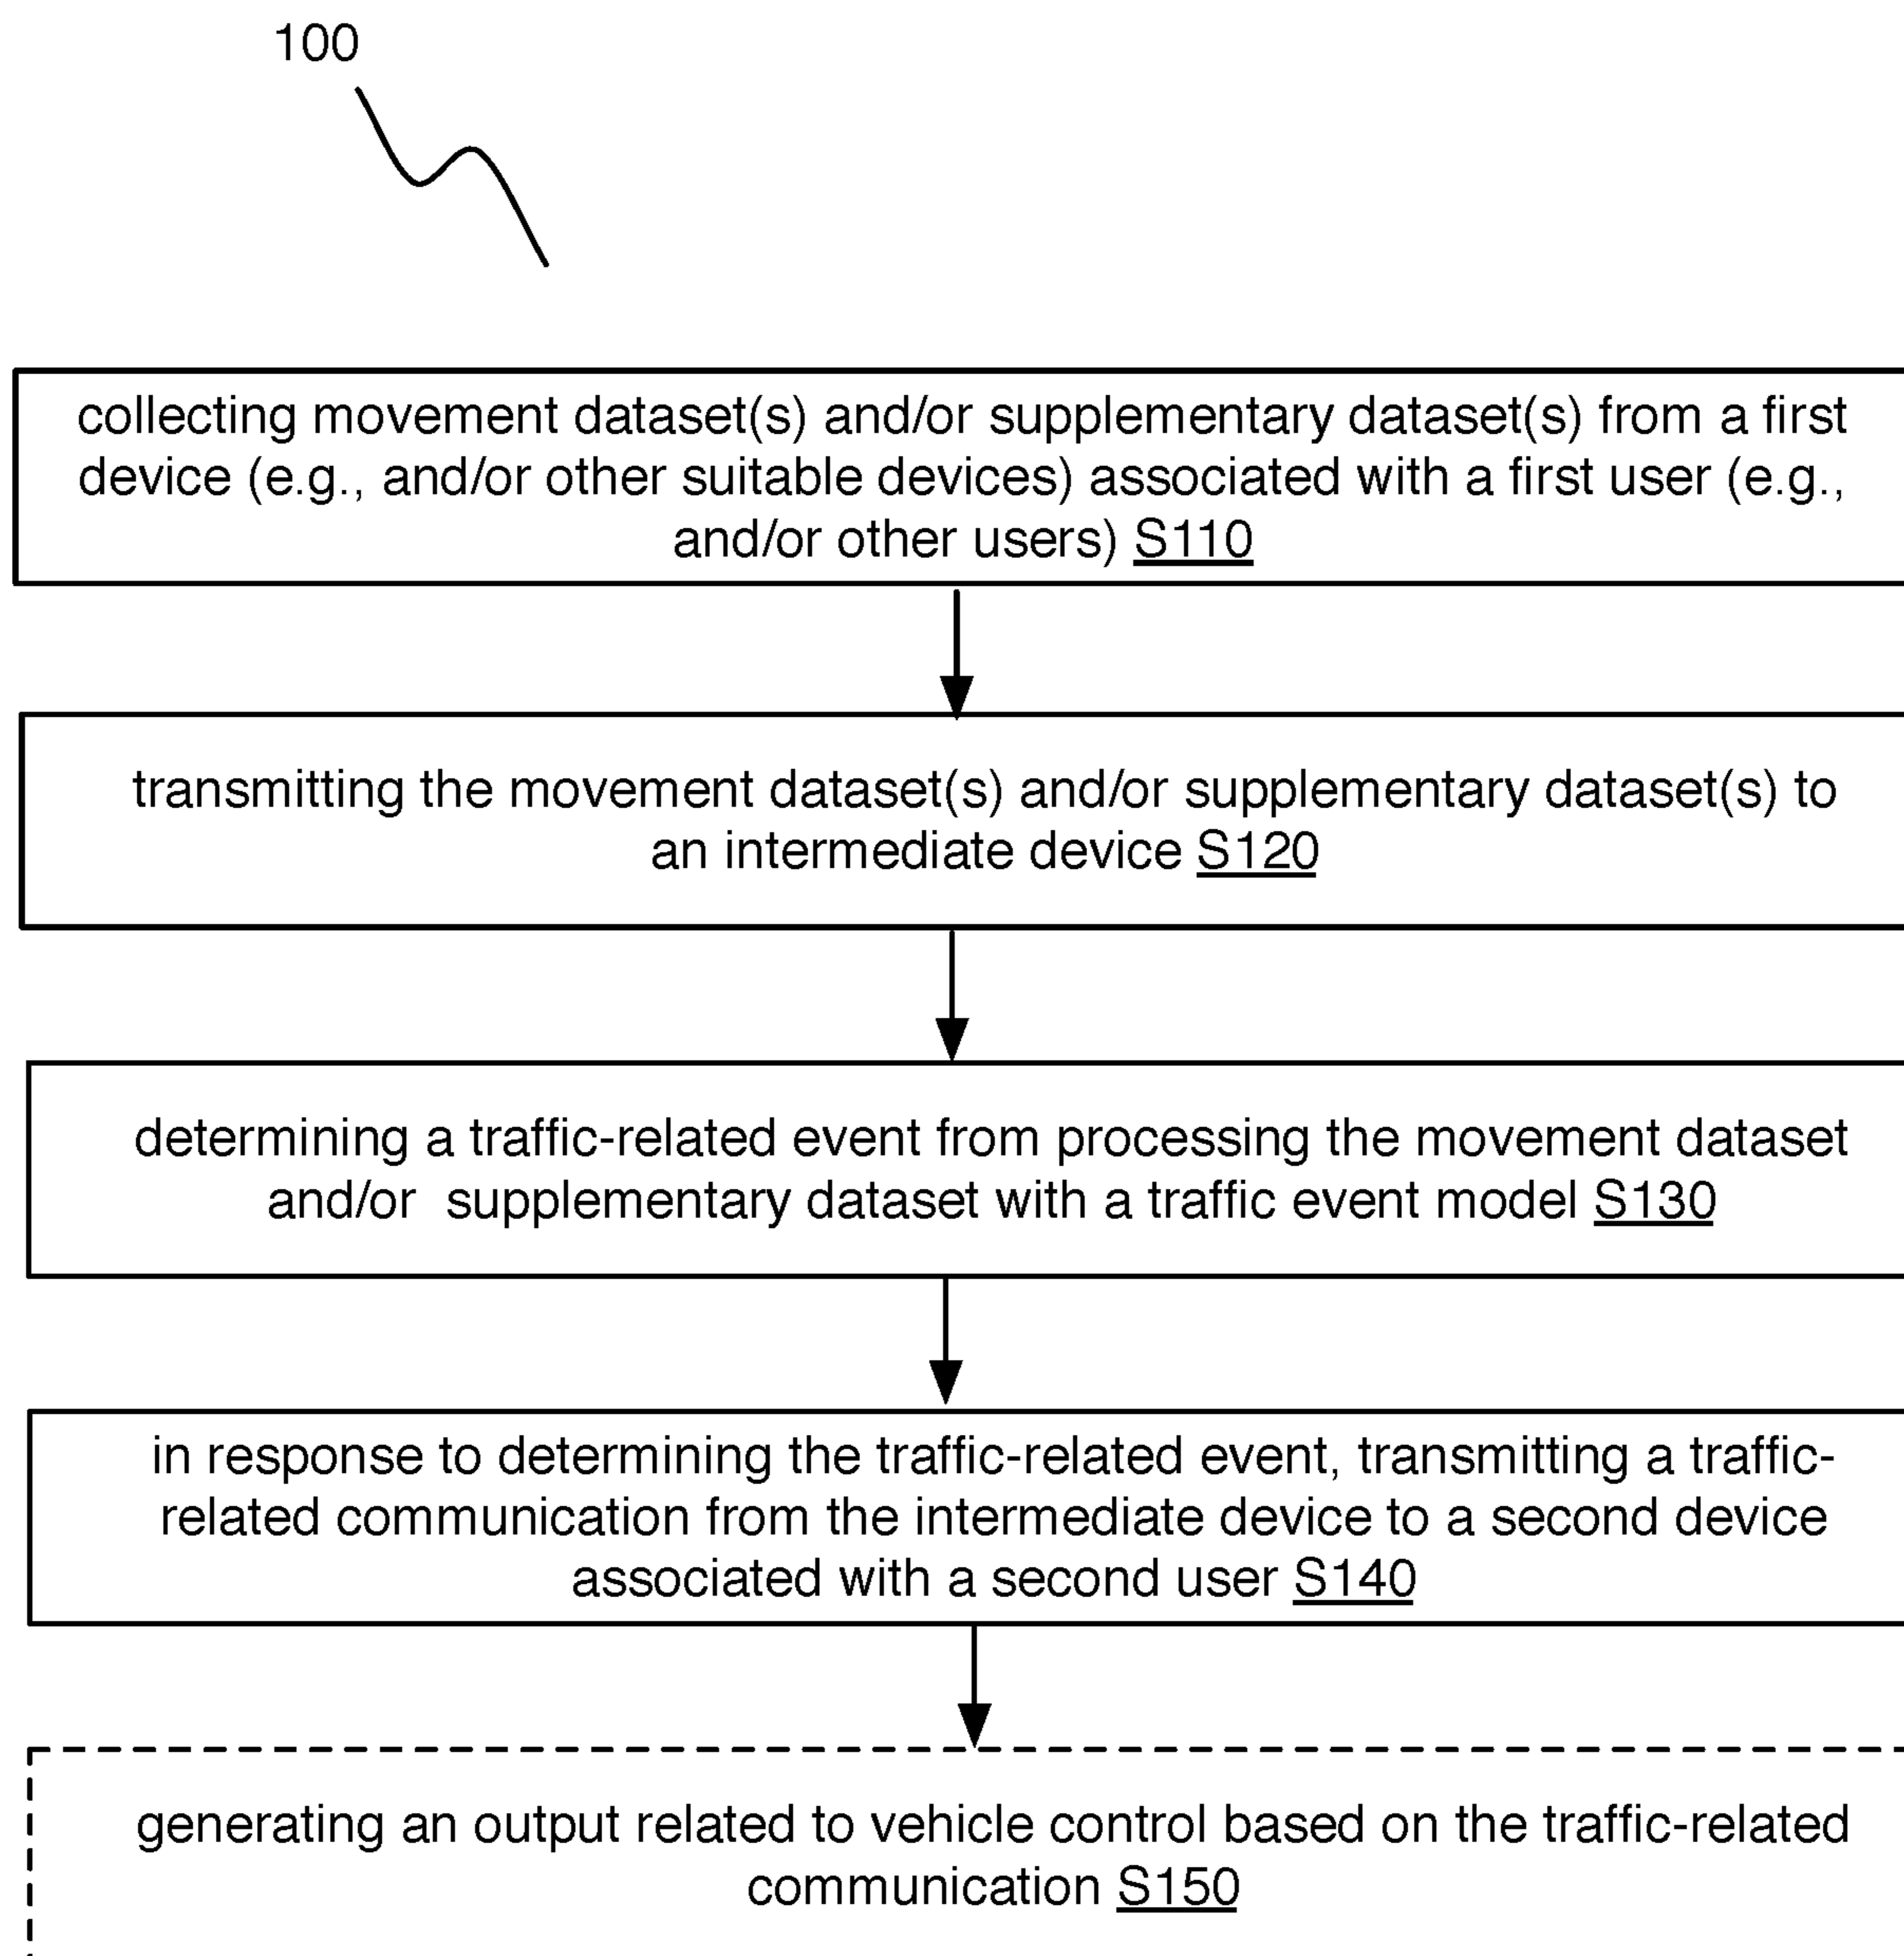 100
collecting movement dataset(s) and/or supplementary dataset(s) from a first
device (e.g., and/or other suitable devices) associated with a first user (e.g.,
and/or other users) S110
transmitting the movement dataset(s) and/or supplementary dataset(s) to
an intermediate device S120
determining a traffic-related event from processing the movement dataset
and/or supplementary dataset with a traffic event model S130
in response to determining the traffic-related event, transmitting a traffic-
related communication from the intermediate device to a second device
associated with a second user S140
generating an output related to vehicle control based on the traffic-related
communication S150